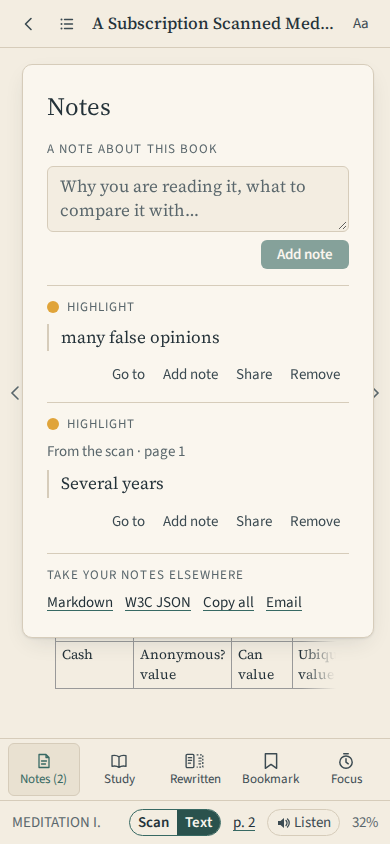 A Subscription Scanned Med... Aa
Notes
A NOTE ABOUT THIS BOOK
Why you are reading it, what to
compare it with...
Add note
HIGHLIGHT
many false opinions
Go to Add note Share Remove
HIGHLIGHT
From the scan · page 1
Several years
Go to Add note Share Remove
TAKE YOUR NOTES ELSEWHERE
Markdown W3C JSON Copy all Email
Cash Anonymous? Can
value value value
Notes (2) Study Rewritten Bookmark Focus
MEDITATION I. Scan Text p. 2 Listen 32%